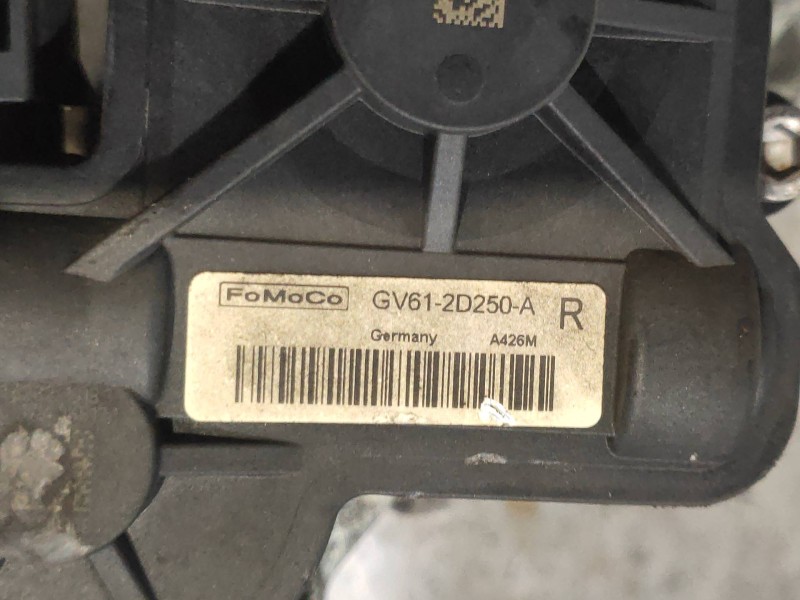 FoMoCo GV61-2D250-A R
Germany A426M